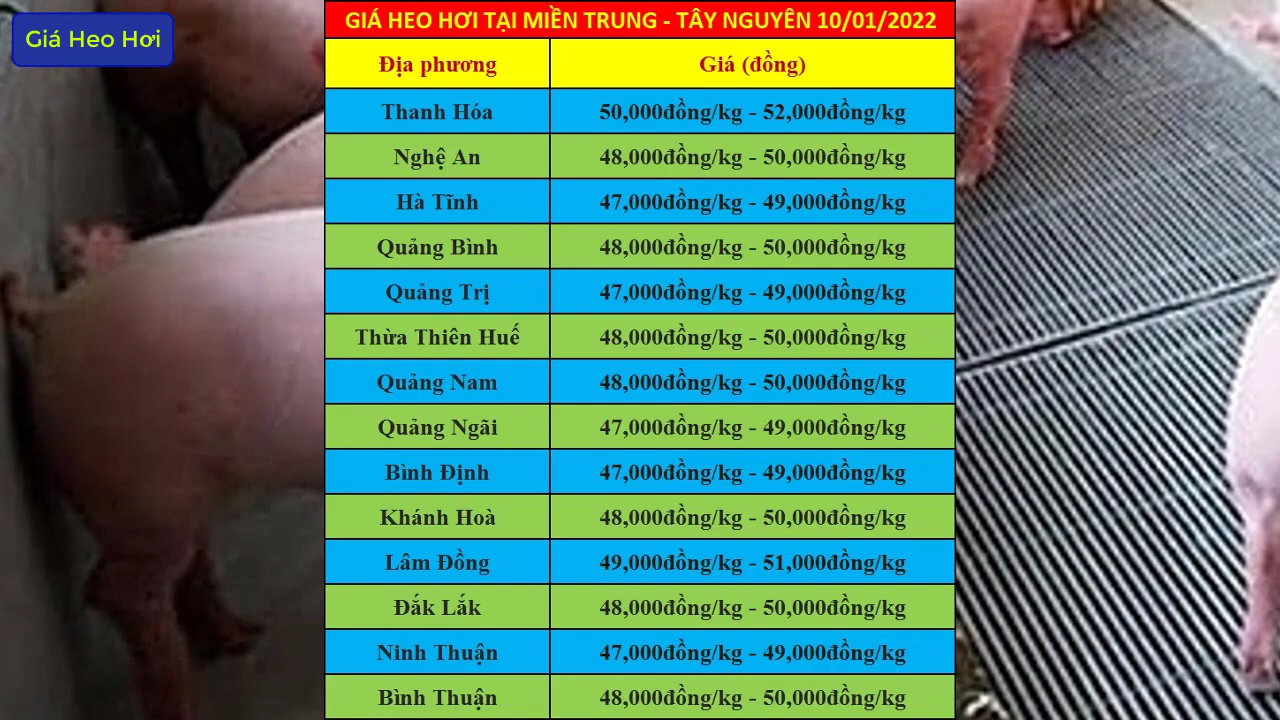 Giá Heo Hơi
GIÁ HEO HƠI TẠI MIỀN TRUNG - TÂY NGUYÊN 10/01/2022
Địa phương Giá (đồng)
Thanh Hóa 50,000đồng/kg - 52,000đồng/kg
Nghệ An 48,000đồng/kg - 50,000đồng/kg
Hà Tĩnh 47,000đồng/kg - 49,000đồng/kg
Quảng Bình 48,000đồng/kg - 50,000đồng/kg
Quảng Trị 47,000đồng/kg - 49,000đồng/kg
Thừa Thiên Huế 48,000đồng/kg - 50,000đồng/kg
Quảng Nam 48,000đồng/kg - 50,000đồng/kg
Quảng Ngãi 47,000đồng/kg - 49,000đồng/kg
Bình Định 47,000đồng/kg - 49,000đồng/kg
Khánh Hoà 48,000đồng/kg - 50,000đồng/kg
Lâm Đồng 49,000đồng/kg - 51,000đồng/kg
Đắk Lắk 48,000đồng/kg - 50,000đồng/kg
Ninh Thuận 47,000đồng/kg - 49,000đồng/kg
Bình Thuận 48,000đồng/kg - 50,000đồng/kg